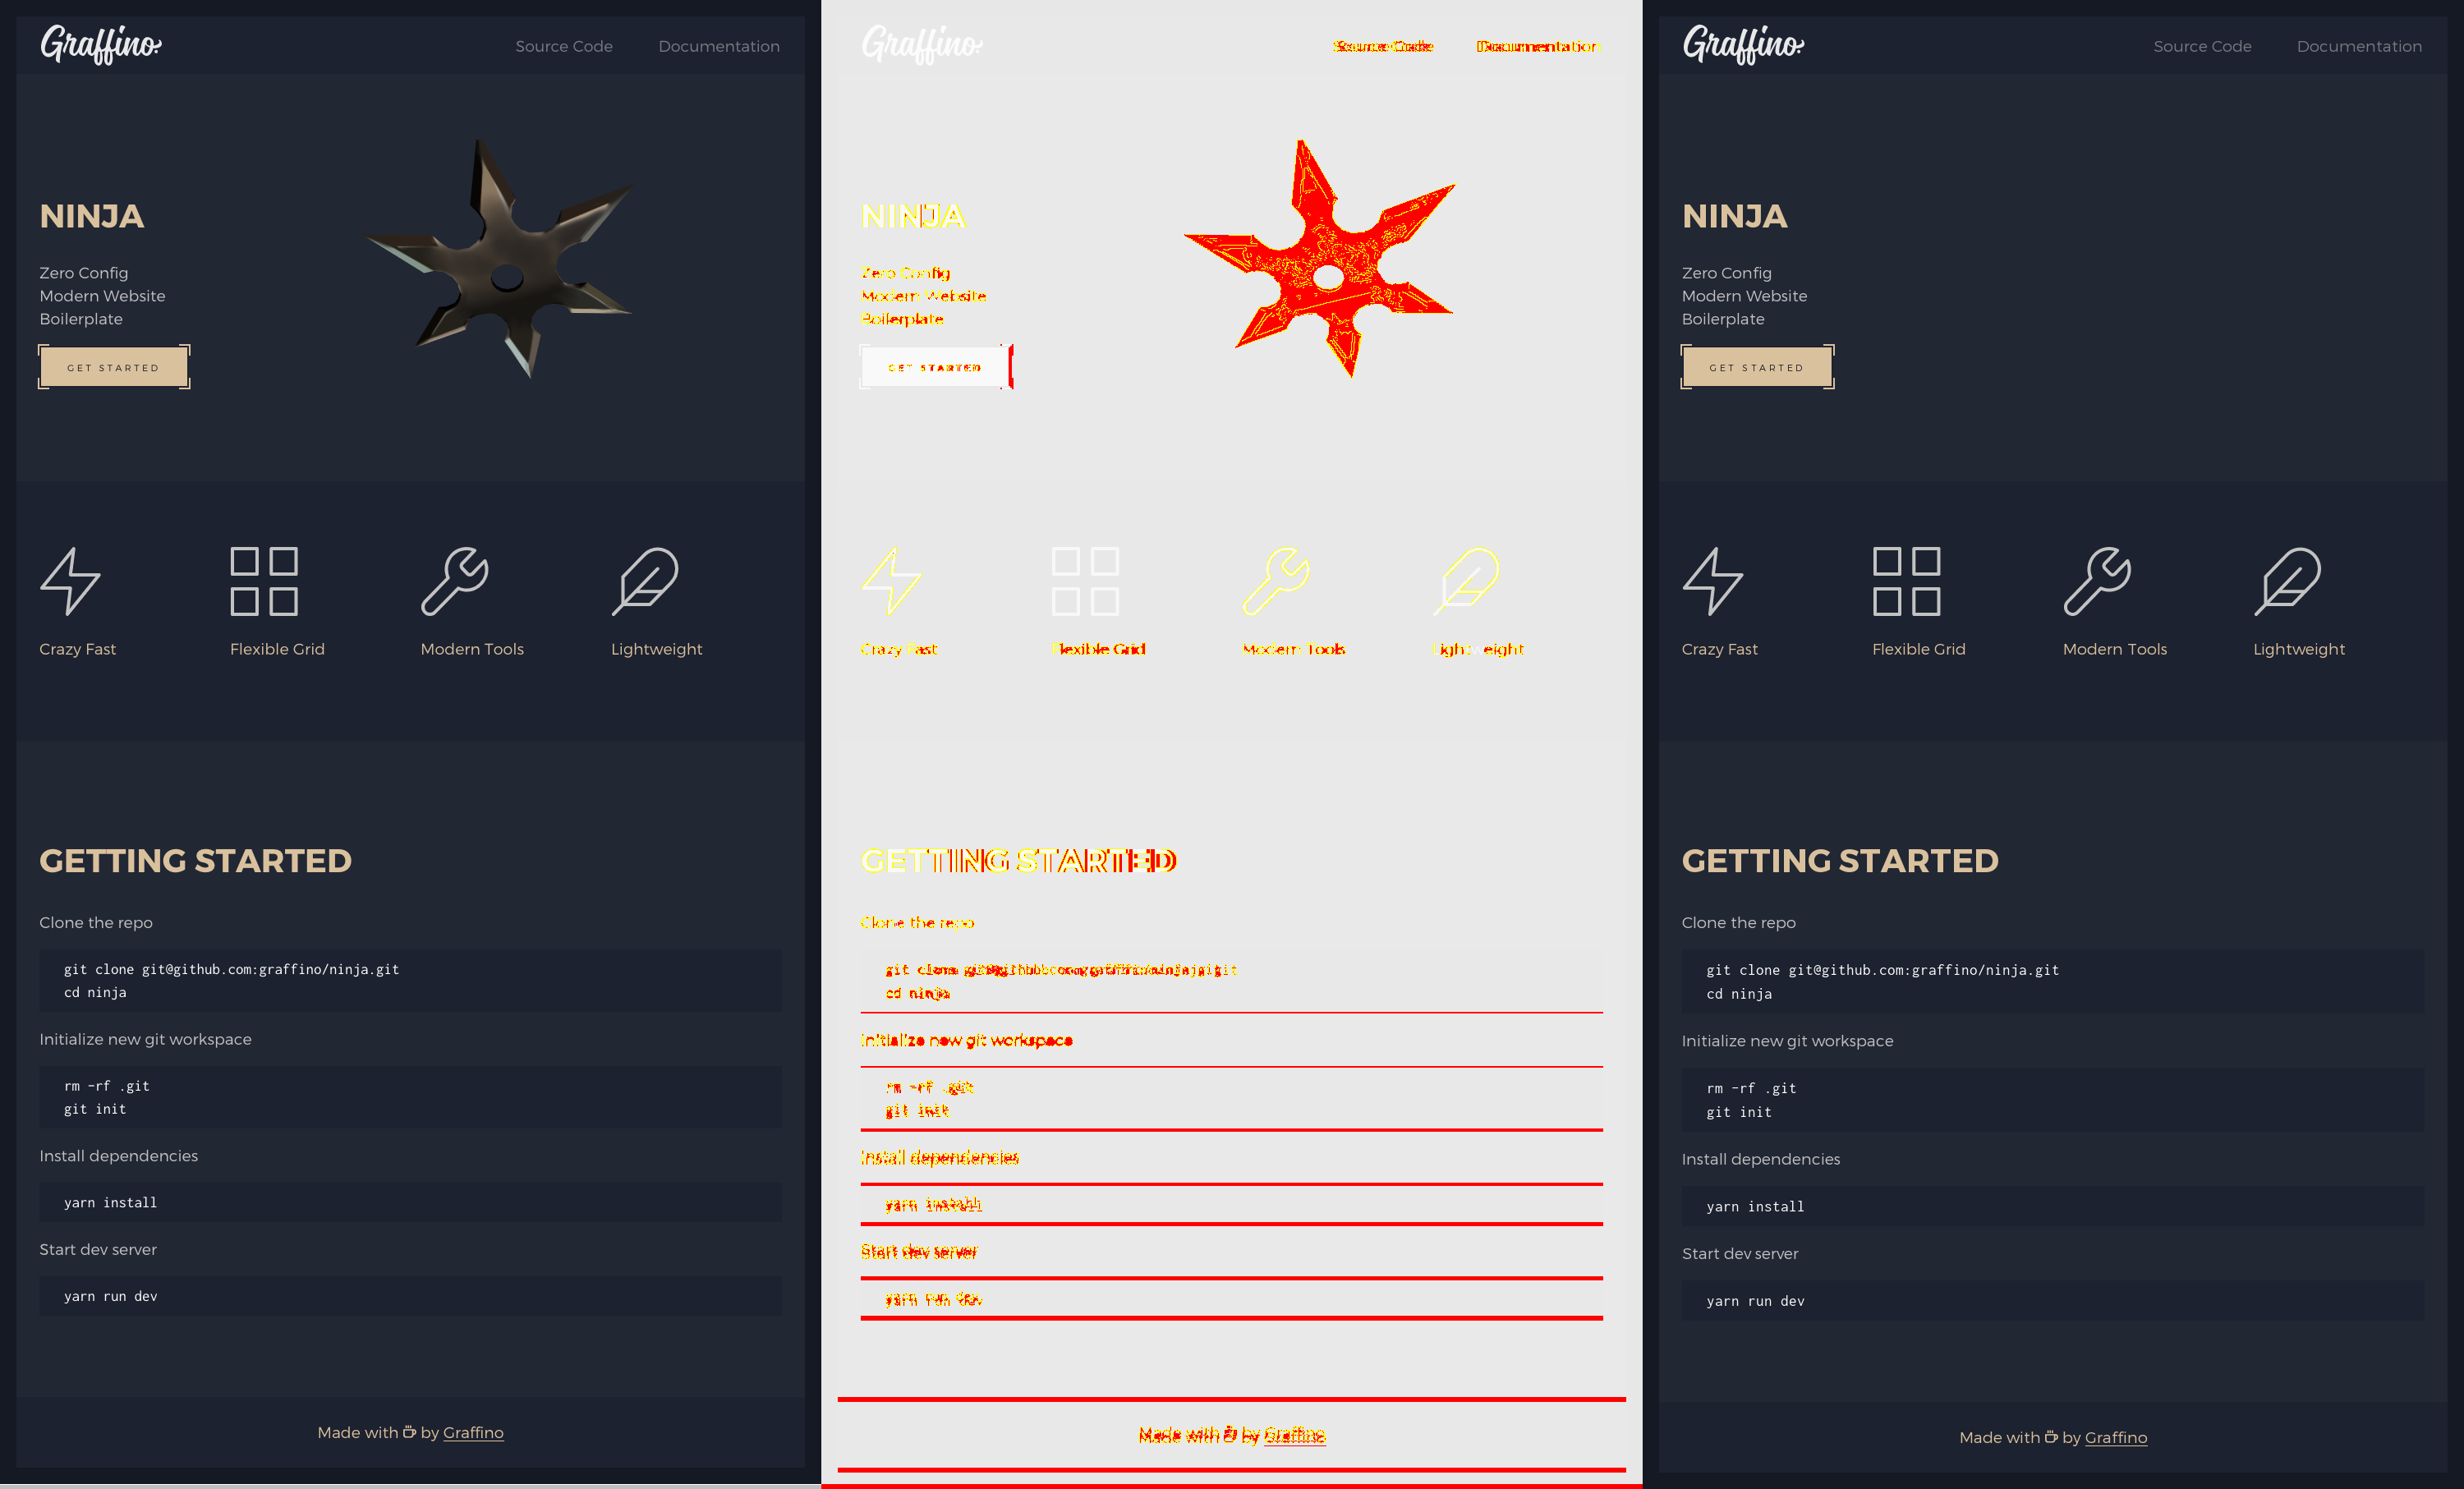 Graffino
Source Code Documentation
NINJA
Zero Config
Modern Website
Boilerplate
GET STARTED
Crazy Fast
Flexible Grid
Modern Tools
Lightweight
GETTING STARTED
Clone the repo
git clone git@github.com:graffino/ninja.git
cd ninja
Initialize new git workspace
rm -rf .git
git init
Install dependencies
yarn install
Start dev server
yarn run dev
Made with by Graffino
Graffino
Source Code Documentation
NINJA
Zero Config
Modern Website
Boilerplate
GET STARTED
Crazy Fast
Flexible Grid
Modern Tools
Lightweight
GETTING STARTED
Clone the repo
git clone git@github.com:graffino/ninja.git
cd ninja
Initialize new git workspace
rm -rf .git
git init
Install dependencies
yarn install
Start dev server
yarn run dev
Made with by Graffino
Graffino
Source Code Documentation
NINJA
Zero Config
Modern Website
Boilerplate
GET STARTED
Crazy Fast
Flexible Grid
Modern Tools
Lightweight
GETTING STARTED
Clone the repo
git clone git@github.com:graffino/ninja.git
cd ninja
Initialize new git workspace
rm -rf .git
git init
Install dependencies
yarn install
Start dev server
yarn run dev
Made with by Graffino